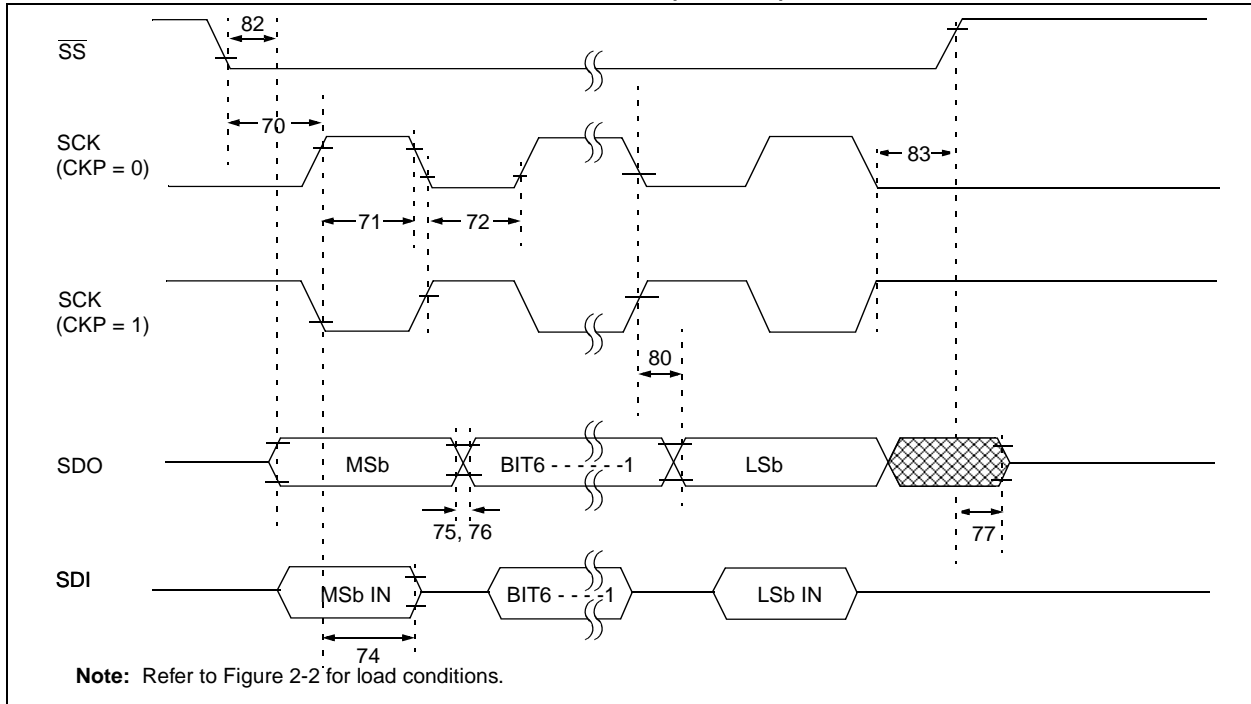 82
SS
70
SCK
(CKP = 0)
83
71
72
SCK
(CKP = 1)
80
SDO
MSb
BIT6 - - - - - -1
LSb
75, 76
77
SDI
MSb IN
BIT6 - - - -1
LSb IN
74
Note: Refer to Figure 2-2 for load conditions.